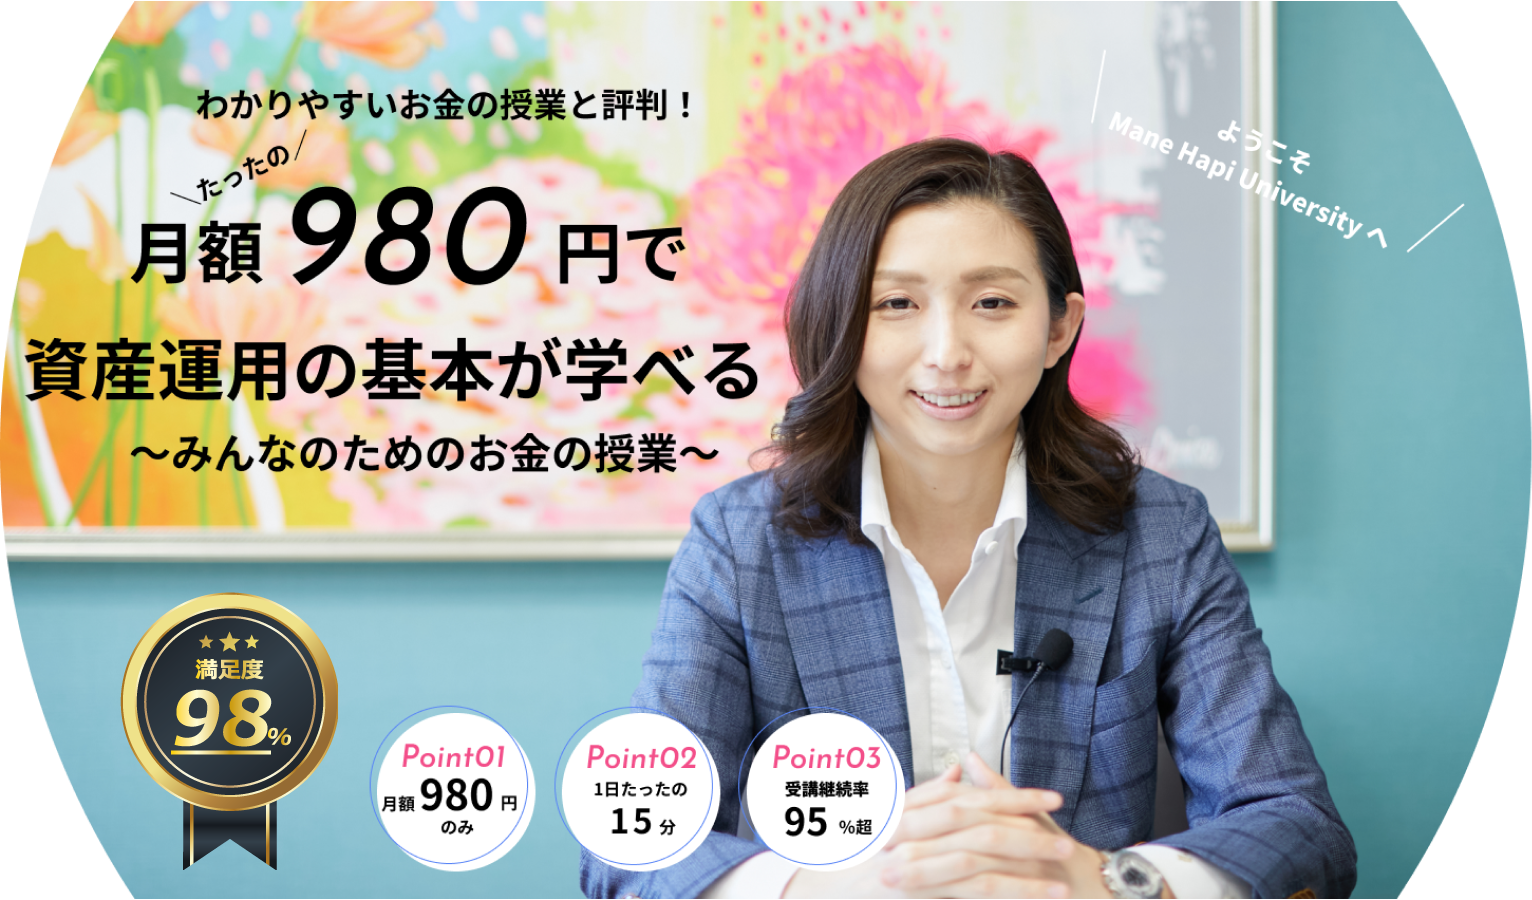 わかりやすいお金の授業と評判！
たったの
月額 980 円で
資産運用の基本が学べる
～みんなのためのお金の授業～
ようこそ
Mane Hapi University へ
満足度
98%
Point01
月額 980 円
のみ
Point02
1日たったの
15 分
Point03
受講継続率
95 %超